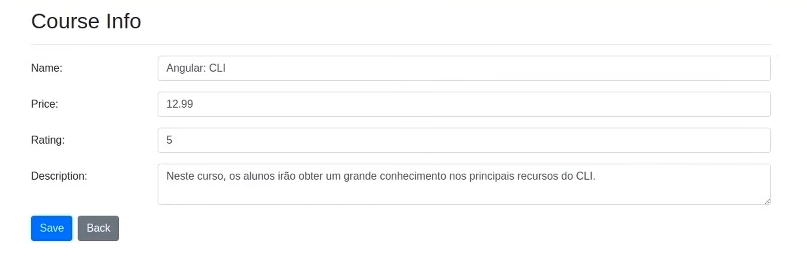 Course Info
Name: Angular: CLI
Price: 12.99
Rating: 5
Description: Neste curso, os alunos irão obter um grande conhecimento nos principais recursos do CLI.
Save Back